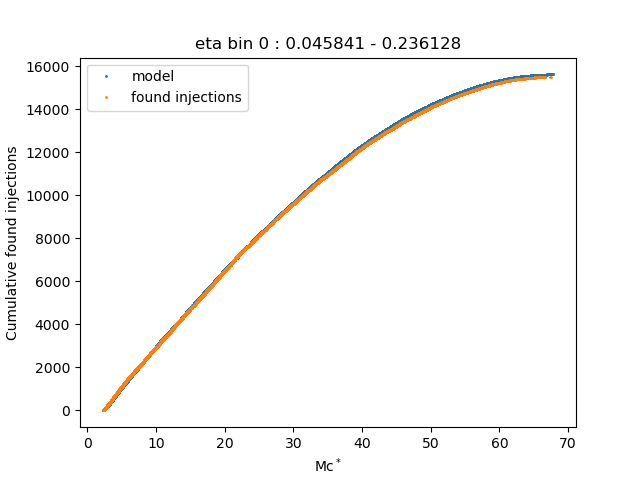 eta bin 0 : 0.045841 - 0.236128
model
found injections
Cumulative found injections
16000
14000
12000
10000
8000
6000
4000
2000
0
0 10 20 30 40 50 60 70
Mc*